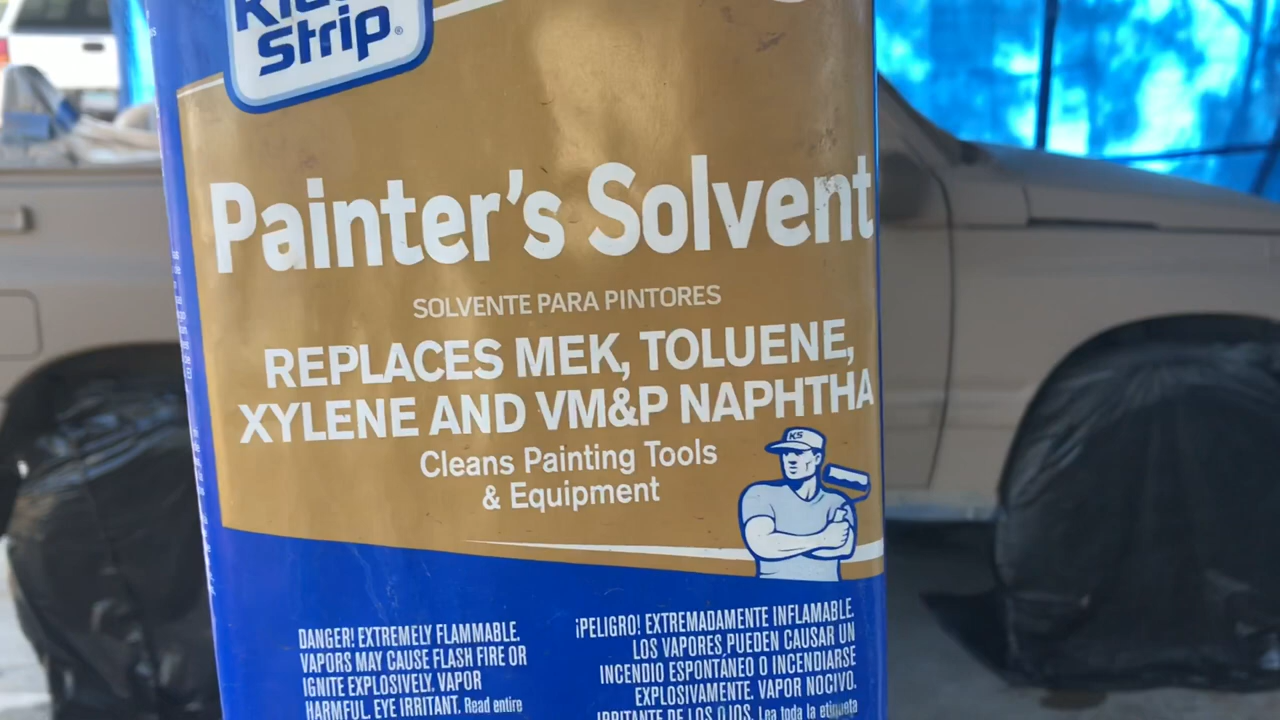 Strip®
Painter's Solvent
SOLVENTE PARA PINTORES
REPLACES MEK, TOLUENE,
XYLENE AND VM&P NAPHTHA
Cleans Painting Tools
& Equipment
KS
DANGER! EXTREMELY FLAMMABLE.
VAPORS MAY CAUSE FLASH FIRE OR
IGNITE EXPLOSIVELY. VAPOR
HARMFUL. EYE IRRITANT. Read entire
¡PELIGRO! EXTREMADAMENTE INFLAMABLE.
LOS VAPORES PUEDEN CAUSAR UN
INCENDIO ESPONTÁNEO O INCENDIARSE
EXPLOSIVAMENTE. VAPOR NOCIVO.
IRRITANTE DE LOS OJOS. Lea toda la etiqueta